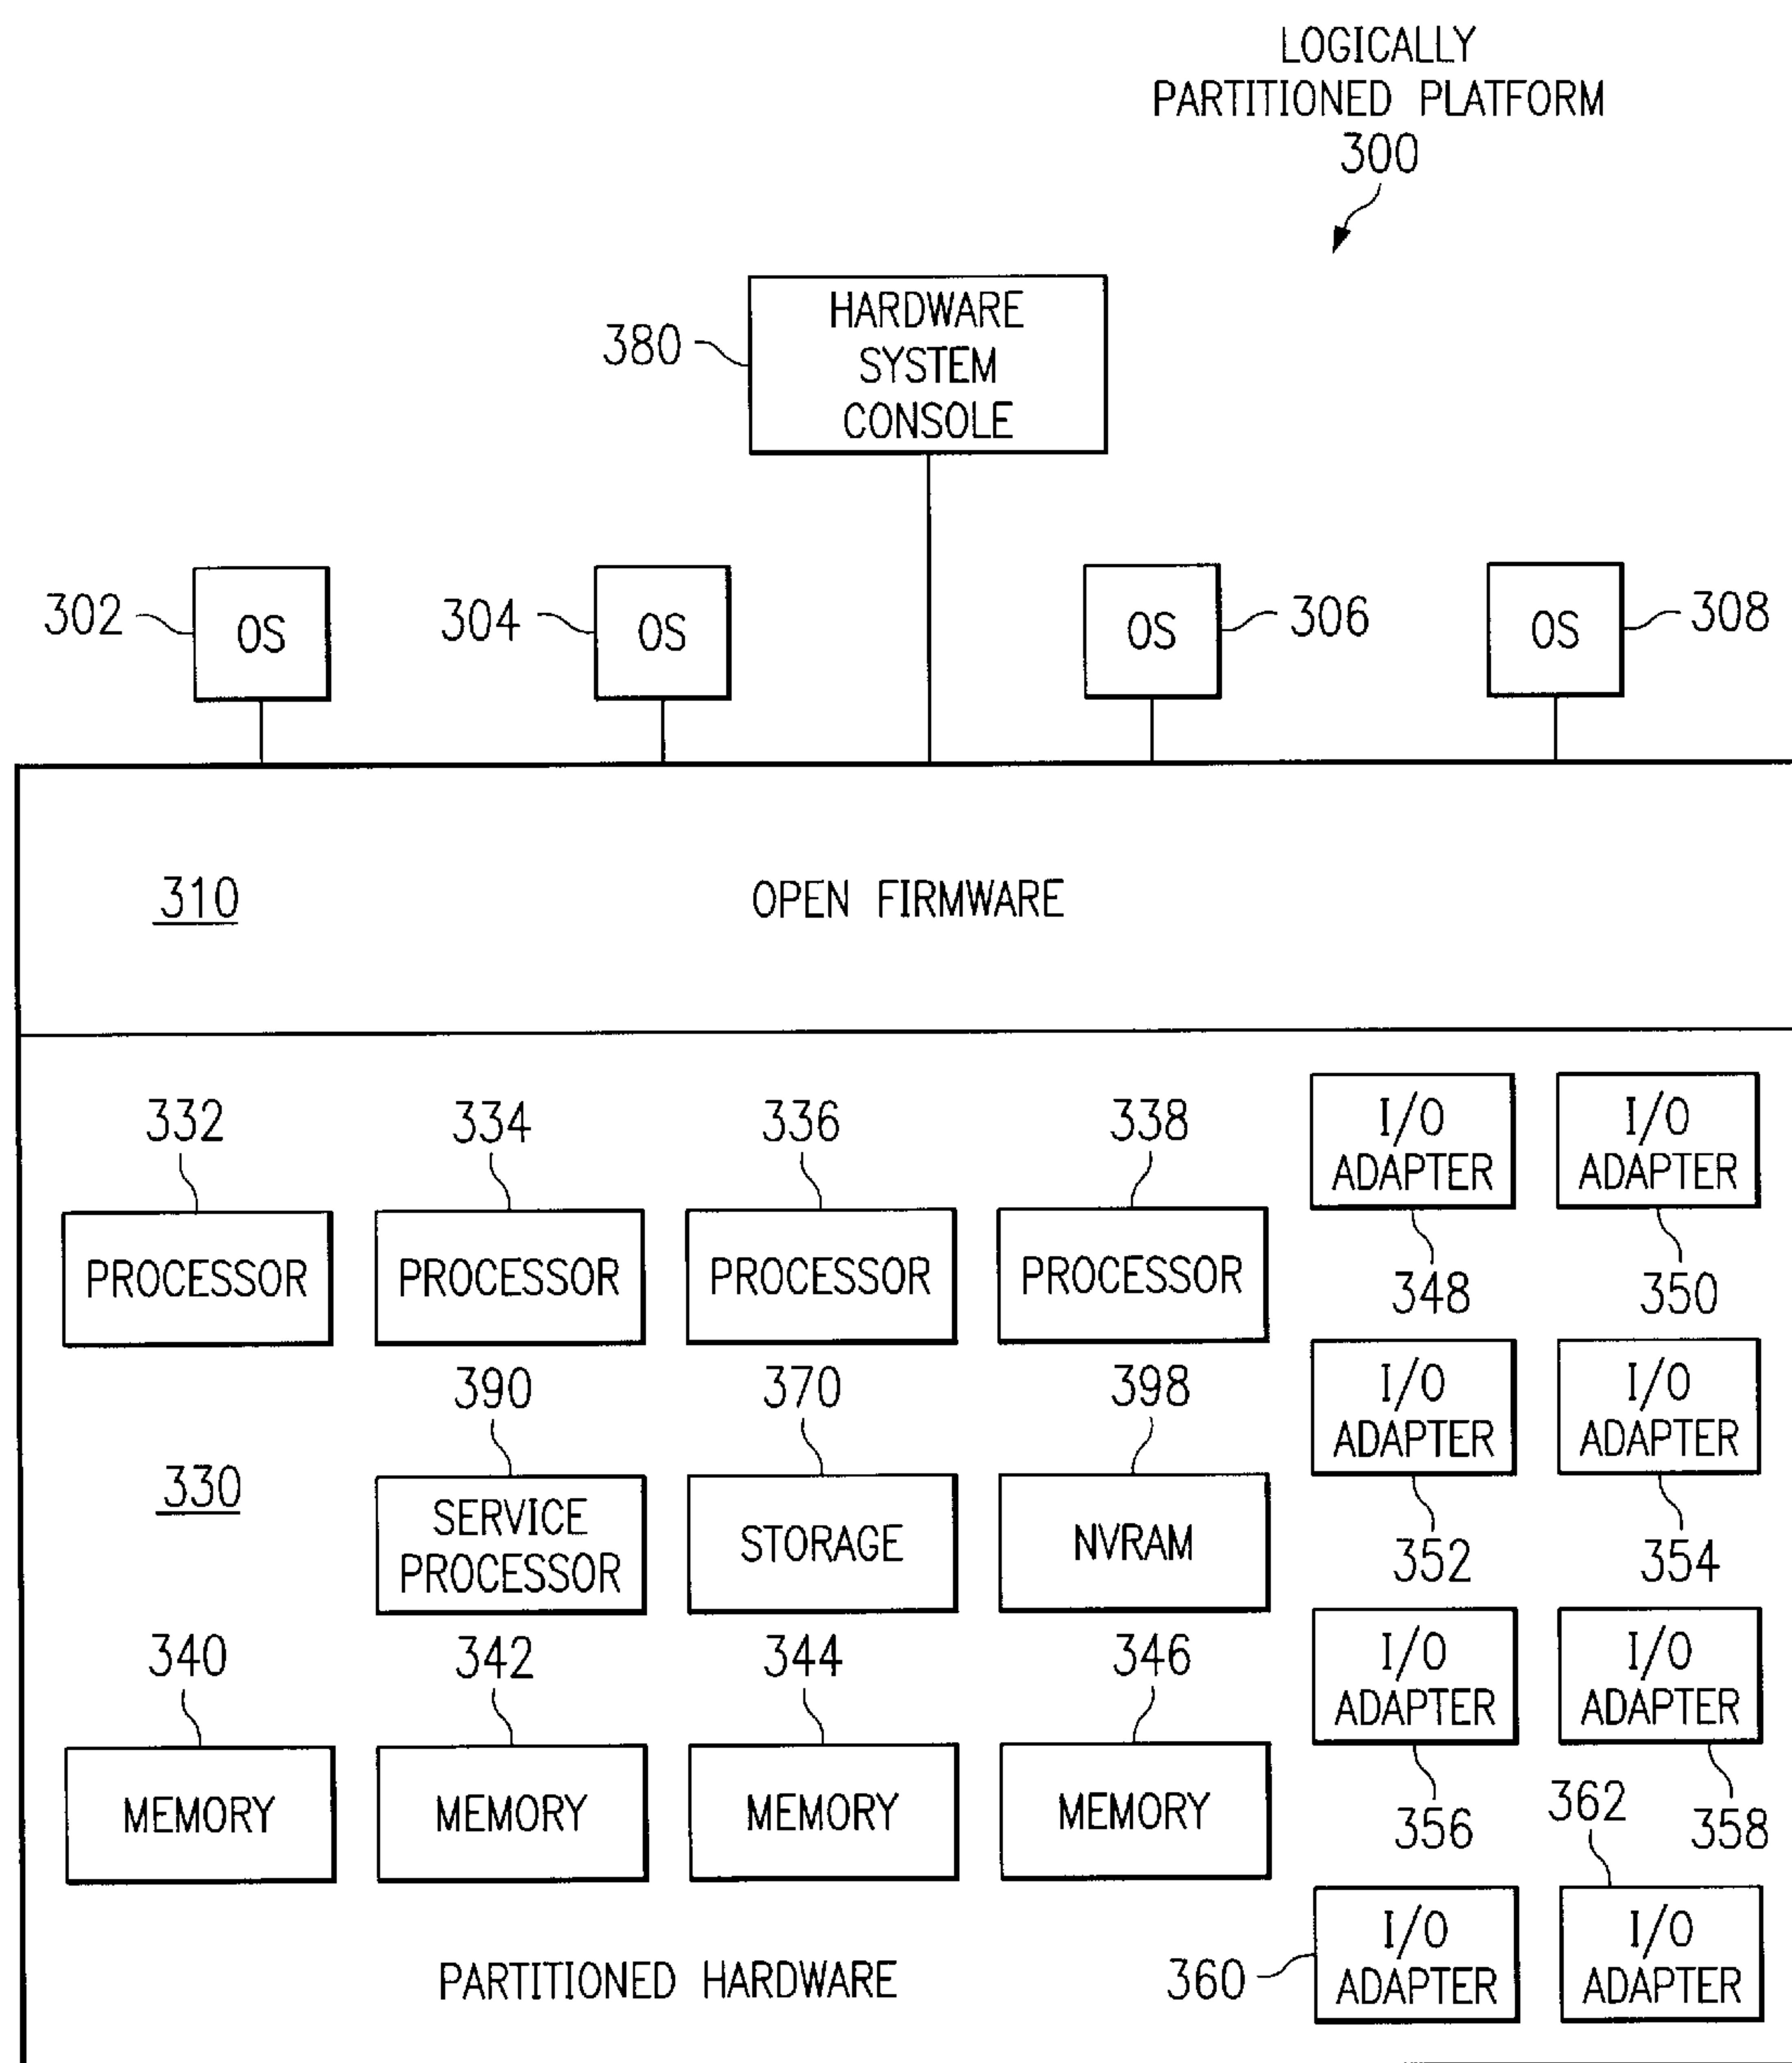 LOGICALLY
PARTITIONED PLATFORM
300
380
HARDWARE
SYSTEM
CONSOLE
302
OS
304
OS
OS
306
OS
308
310
OPEN FIRMWARE
332
334
336
338
PROCESSOR
PROCESSOR
PROCESSOR
PROCESSOR
I/O
ADAPTER
348
I/O
ADAPTER
350
390
370
398
330
SERVICE
PROCESSOR
STORAGE
NVRAM
I/O
ADAPTER
352
I/O
ADAPTER
354
340
342
344
346
MEMORY
MEMORY
MEMORY
MEMORY
I/O
ADAPTER
356
I/O
ADAPTER
358
PARTITIONED HARDWARE
360
I/O
ADAPTER
362
I/O
ADAPTER